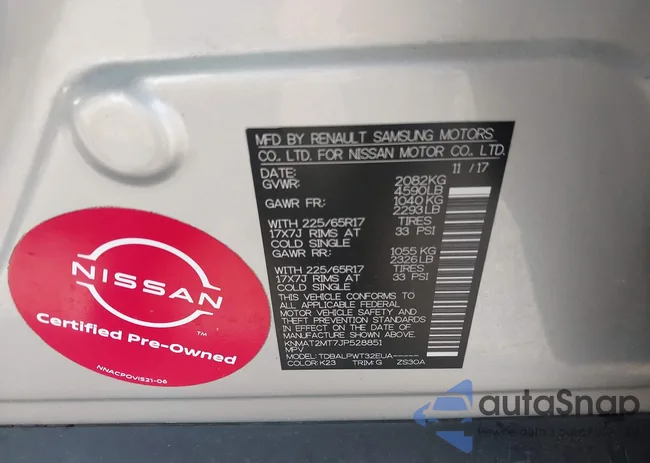 MFD BY RENAULT SAMSUNG MOTORS
CO., LTD. FOR NISSAN MOTOR CO., LTD.
DATE: 11 / 17
GVWR: 2082KG
4590LB
GAWR FR: 1040 KG
2293LB
WITH 225/65R17 TIRES
17X7J RIMS AT 33 PSI
COLD SINGLE
GAWR RR: 1055 KG
2326LB
WITH 225/65R17 TIRES
17X7J RIMS AT 33 PSI
COLD SINGLE
THIS VEHICLE CONFORMS TO
ALL APPLICABLE FEDERAL
MOTOR VEHICLE SAFETY AND
THEFT PREVENTION STANDARDS
IN EFFECT ON THE DATE OF
MANUFACTURE SHOWN ABOVE.
KNMAT2MT7JP528851
MPV
MODEL: TDBALPWT32EUA-----
COLOR: K23 TRIM: G ZS30A
NISSAN
TM
Certified Pre-Owned
NNACPOVIS21-06
autoSnap